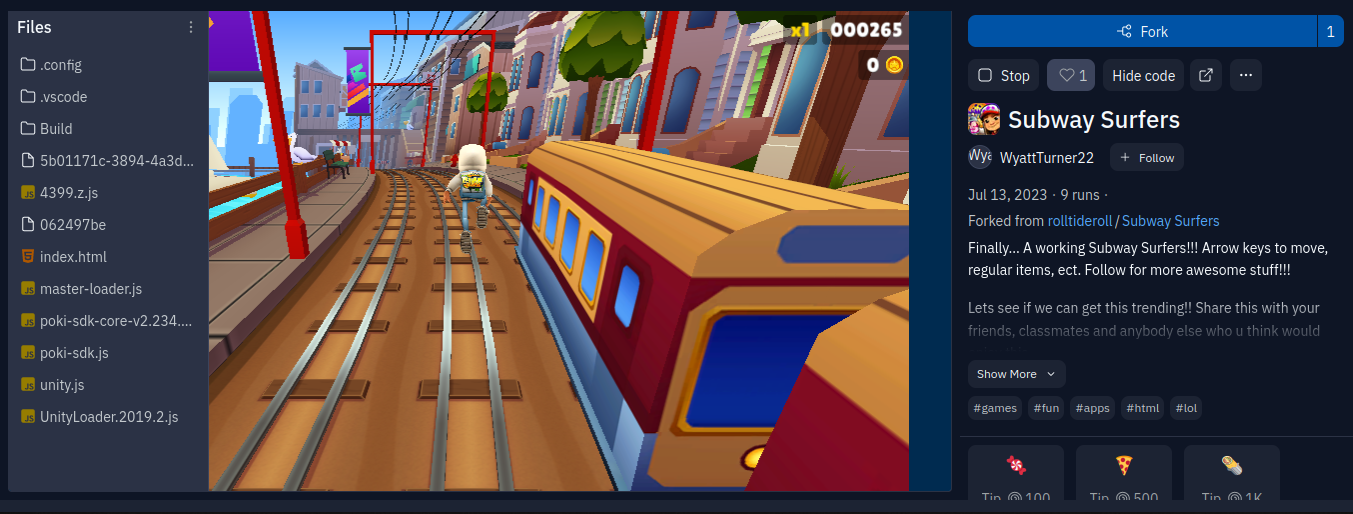 Files
.config
.vscode
Build
5b01171c-3894-4a3d...
4399.z.js
062497be
index.html
master-loader.js
poki-sdk-core-v2.234....
poki-sdk.js
unity.js
UnityLoader.2019.2.js
x1 000265
0
Fork 1
Stop
1
Hide code
Subway Surfers
WyattTurner22
+ Follow
Jul 13, 2023 · 9 runs ·
Forked from rolltideroll/Subway Surfers
Finally... A working Subway Surfers!!! Arrow keys to move,
regular items, ect. Follow for more awesome stuff!!!
Lets see if we can get this trending!! Share this with your
friends, classmates and anybody else who u think would
Show More
#games #fun #apps #html #lol
Tip 100 Tip 500 Tip 1K